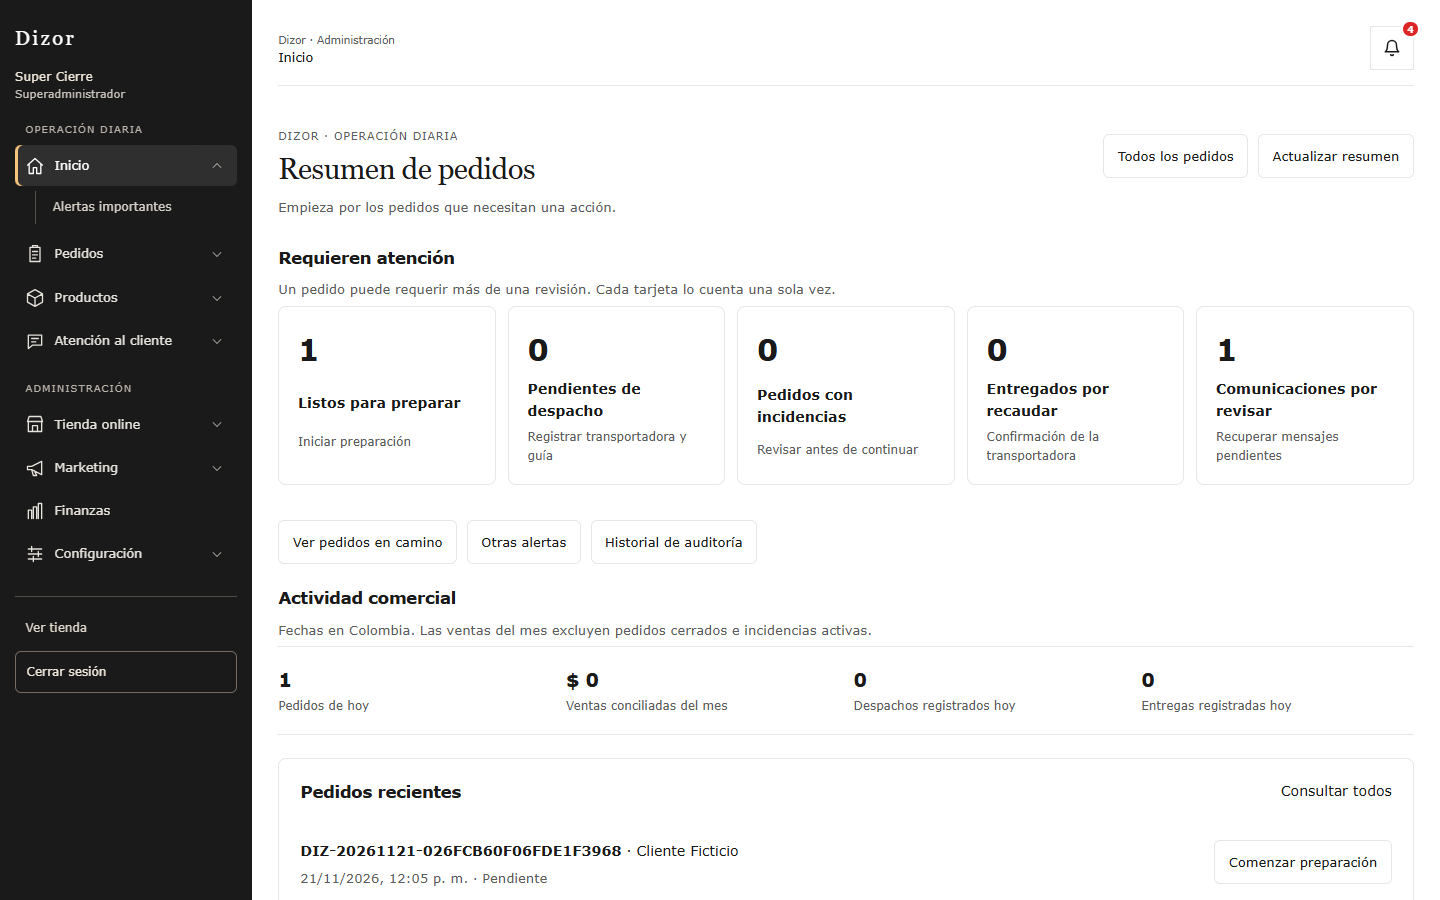 Dizor
Super Cierre
Superadministrador
OPERACIÓN DIARIA
Inicio
Alertas importantes
Pedidos
Productos
Atención al cliente
ADMINISTRACIÓN
Tienda online
Marketing
Finanzas
Configuración
Ver tienda
Cerrar sesión
Dizor · Administración
Inicio
4
DIZOR · OPERACIÓN DIARIA
Resumen de pedidos
Empieza por los pedidos que necesitan una acción.
Todos los pedidos
Actualizar resumen
Requieren atención
Un pedido puede requerir más de una revisión. Cada tarjeta lo cuenta una sola vez.
1
Listos para preparar
Iniciar preparación
0
Pendientes de
despacho
Registrar transportadora y
guía
0
Pedidos con
incidencias
Revisar antes de continuar
0
Entregados por
recaudar
Confirmación de la
transportadora
1
Comunicaciones por
revisar
Recuperar mensajes
pendientes
Ver pedidos en camino
Otras alertas
Historial de auditoría
Actividad comercial
Fechas en Colombia. Las ventas del mes excluyen pedidos cerrados e incidencias activas.
1
Pedidos de hoy
$ 0
Ventas conciliadas del mes
0
Despachos registrados hoy
0
Entregas registradas hoy
Pedidos recientes
Consultar todos
DIZ-20261121-026FCB60F06FDE1F3968 · Cliente Ficticio
21/11/2026, 12:05 p. m. · Pendiente
Comenzar preparación